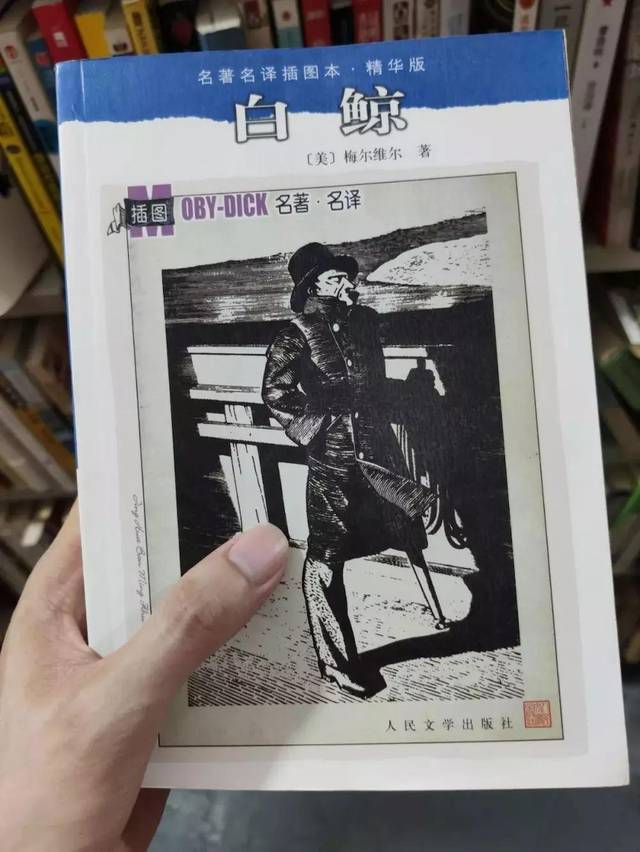 名著名译插图本·精华版
白鲸
〔美〕梅尔维尔 著
插图 MOBY-DICK 名著·名译
人民文学出版社